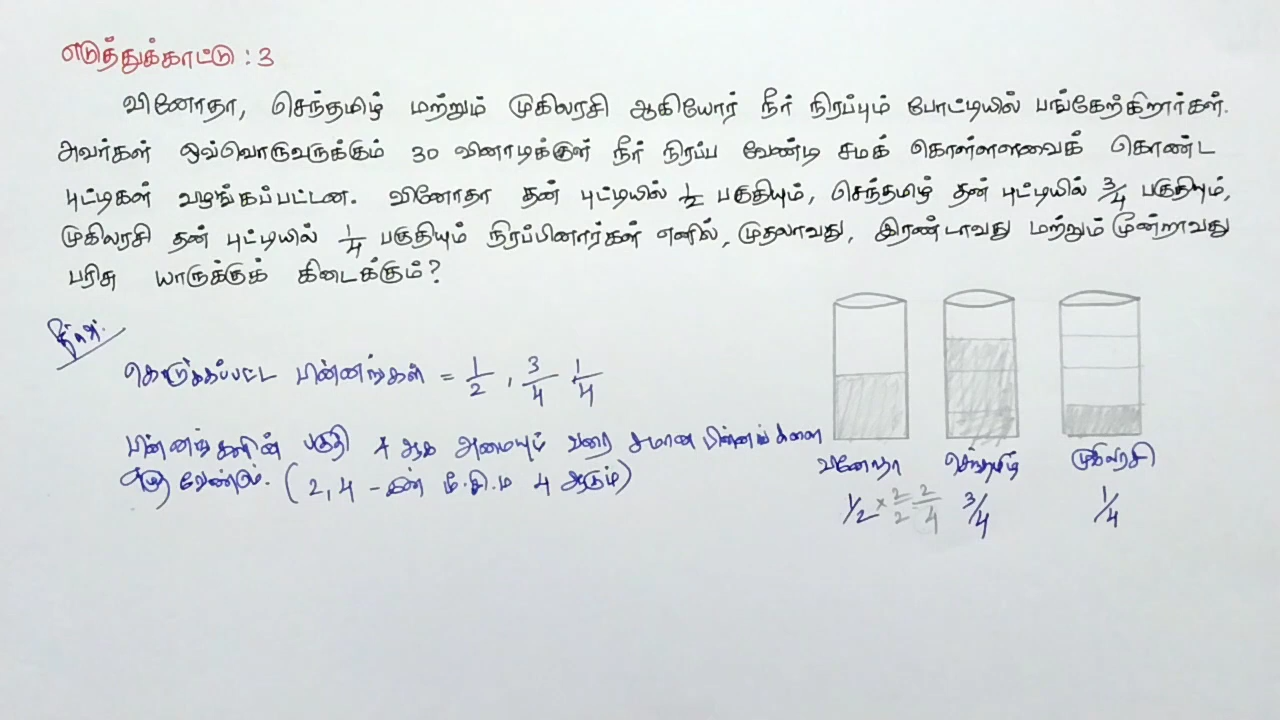 எடுத்துக்காட்டு : 3
வினோதா, செந்தமிழ் மற்றும் முகிலரசி ஆகியோர் நீர் நிரப்பும் போட்டியில் பங்கேற்கிறார்கள்.
அவர்கள் ஒவ்வொருவருக்கும் 30 வினாடிக்குள் நீர் நிரப்ப வேண்டி சமக் கொள்ளளவைக் கொண்ட
புட்டிகள் வழங்கப்பட்டன. வினோதா தன் புட்டியில் 1/2 பகுதியும், செந்தமிழ் தன் புட்டியில் 3/4 பகுதியும்,
முகிலரசி தன் புட்டியில் 1/4 பகுதியும் நிரப்பினார்கள் எனில், முதலாவது, இரண்டாவது மற்றும் மூன்றாவது
பரிசு யாருக்குக் கிடைக்கும்?
தீர்வு:
கொடுக்கப்பட்ட பின்னங்கள் = 1/2 , 3/4 1/4
பின்னங்களின் பகுதி 4 ஆக அமையும் வரை சமான பின்னங்களை
எழுத வேண்டும். (2, 4 - கன் மீ.சி.ம 4 ஆகும்)
வினோதா செந்தமிழ் முகிலரசி
1/2 × 2/2 = 2/4 3/4 1/4